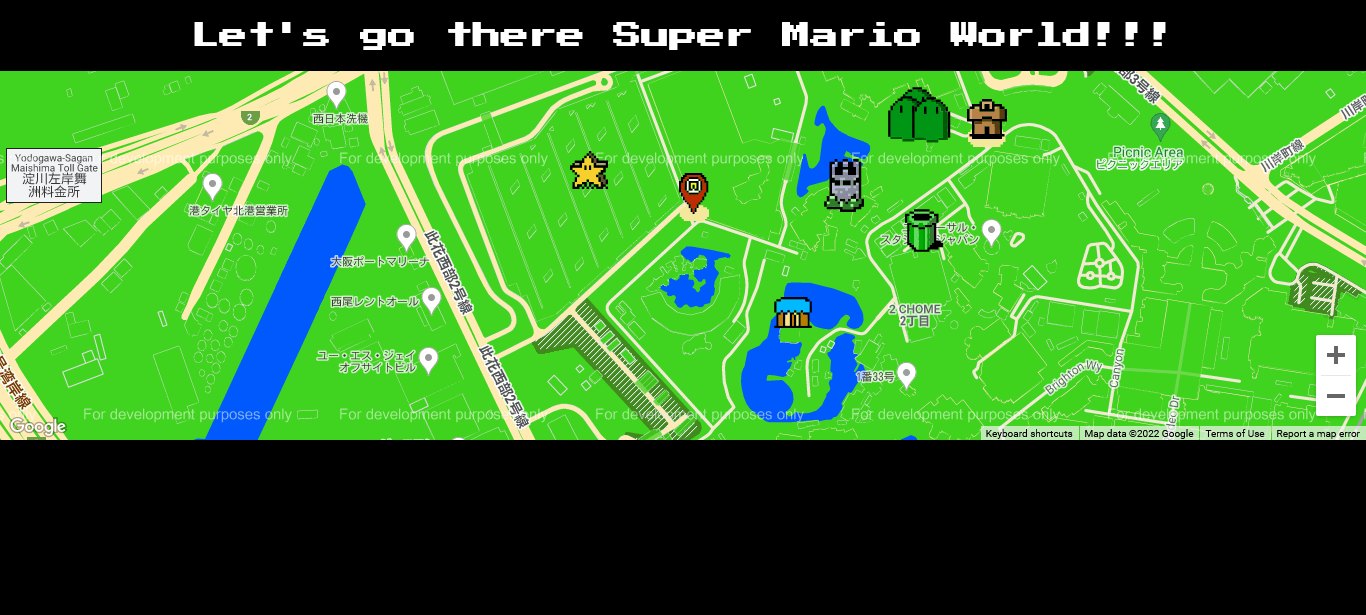 Let's go there Super Mario World!!!
2
西日本洗機
Yodogawa-Sagan
Maishima Toll Gate
淀川左岸舞
洲料金所
For development purposes only
For development purposes only
For development purposes only
For development purposes only
Picnic Area
ピクニックエリア
川岸町線
港タイヤ北港営業所
大阪ポートマリーナ
此花西部2号線
西尾レントオール
2 CHOME
2丁目
ユー・エス・ジェイ
オフサイトビル
此花西部2号線
1番33号
Brighton Wy
Canyon
湾岸線
For development purposes only
For development purposes only
For development purposes only
For development purposes only
For development purposes only
Google
Keyboard shortcuts
Map data ©2022 Google
Terms of Use
Report a map error